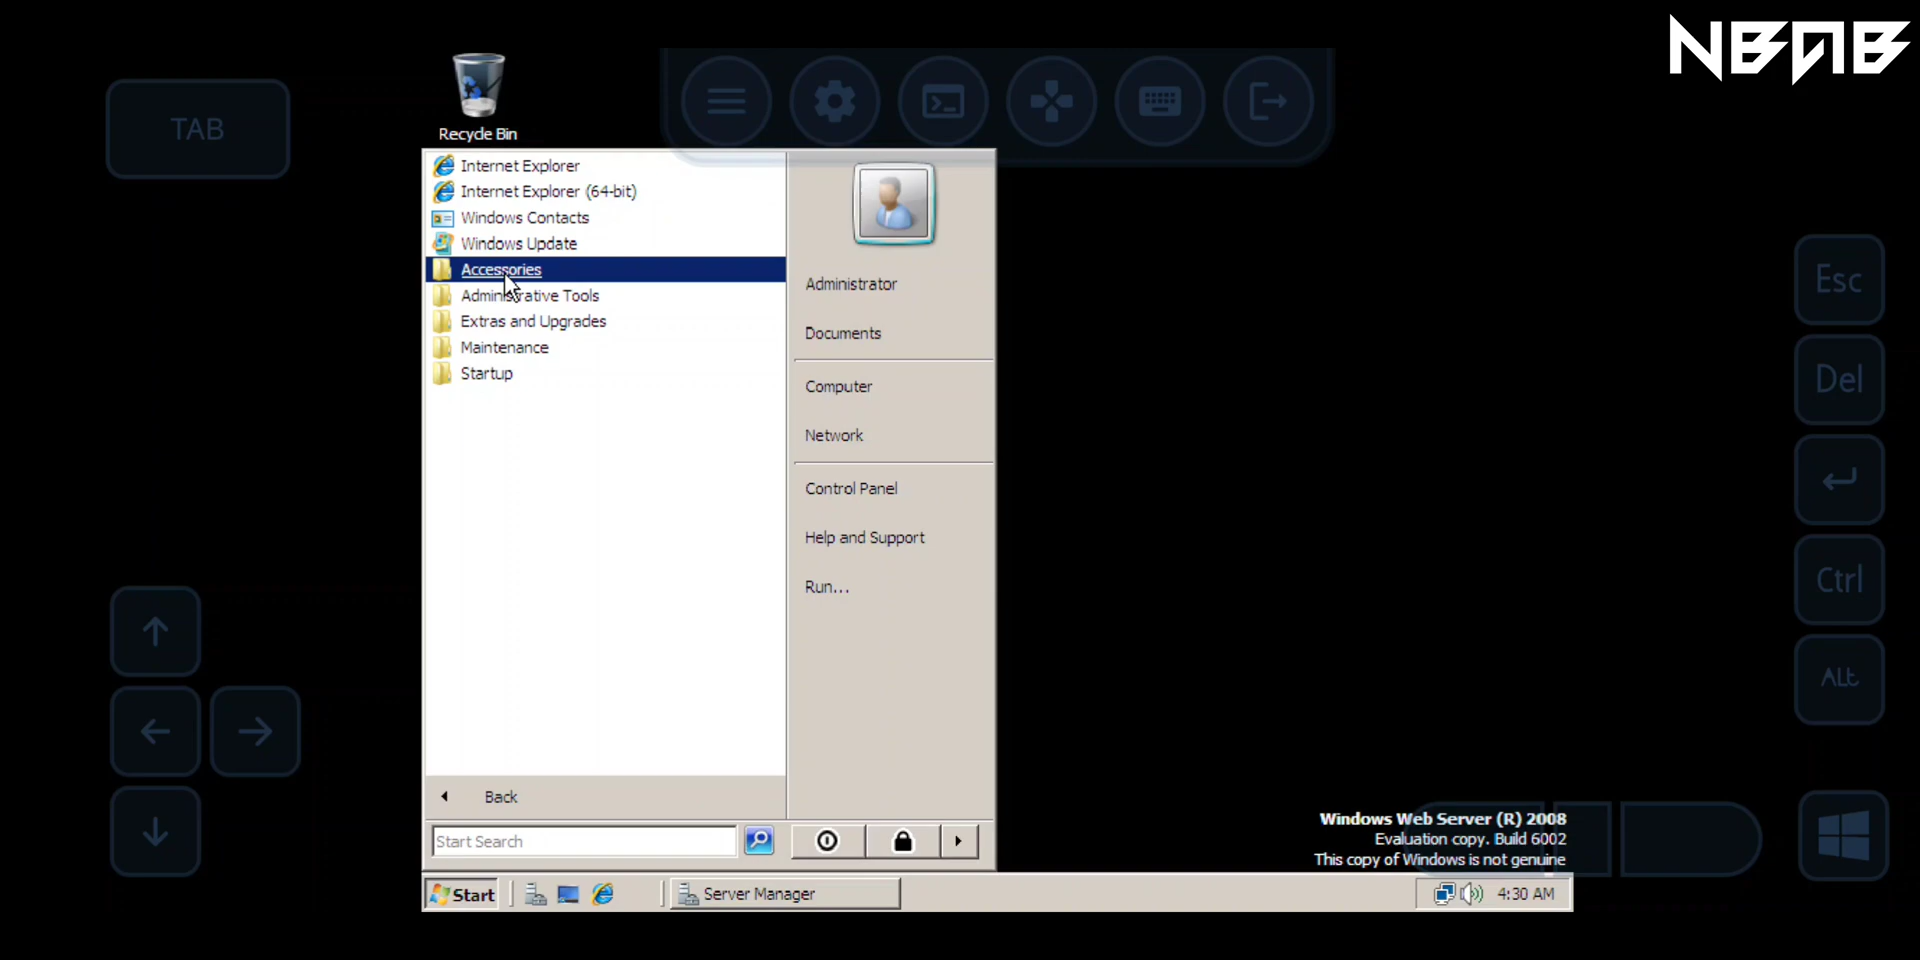 NBNB
TAB
Recycle Bin
Internet Explorer
Internet Explorer (64-bit)
Windows Contacts
Windows Update
Accessories
Administrative Tools
Extras and Upgrades
Maintenance
Startup
Back
Start Search
Administrator
Documents
Computer
Network
Control Panel
Help and Support
Run...
Esc
Del
Ctrl
Alt
Windows Web Server (R) 2008
Evaluation copy. Build 6002
This copy of Windows is not genuine
Start
Server Manager
4:30 AM